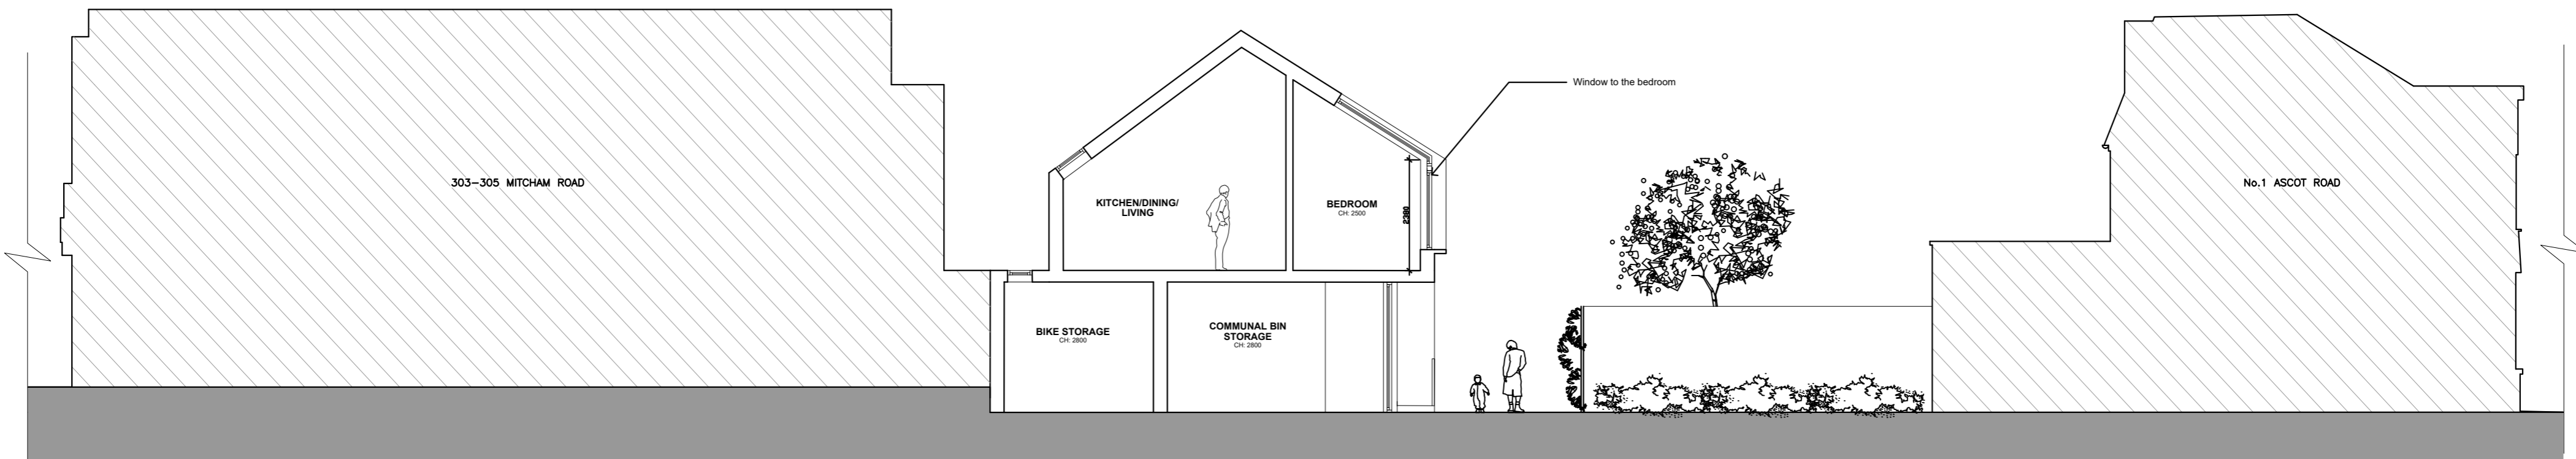 Window to the bedroom
303-305 MITCHAM ROAD
No.1 ASCOT ROAD
KITCHEN/DINING/
LIVING
BEDROOM
CH: 2500
2380
BIKE STORAGE
CH: 2800
COMMUNAL BIN
STORAGE
CH: 2800